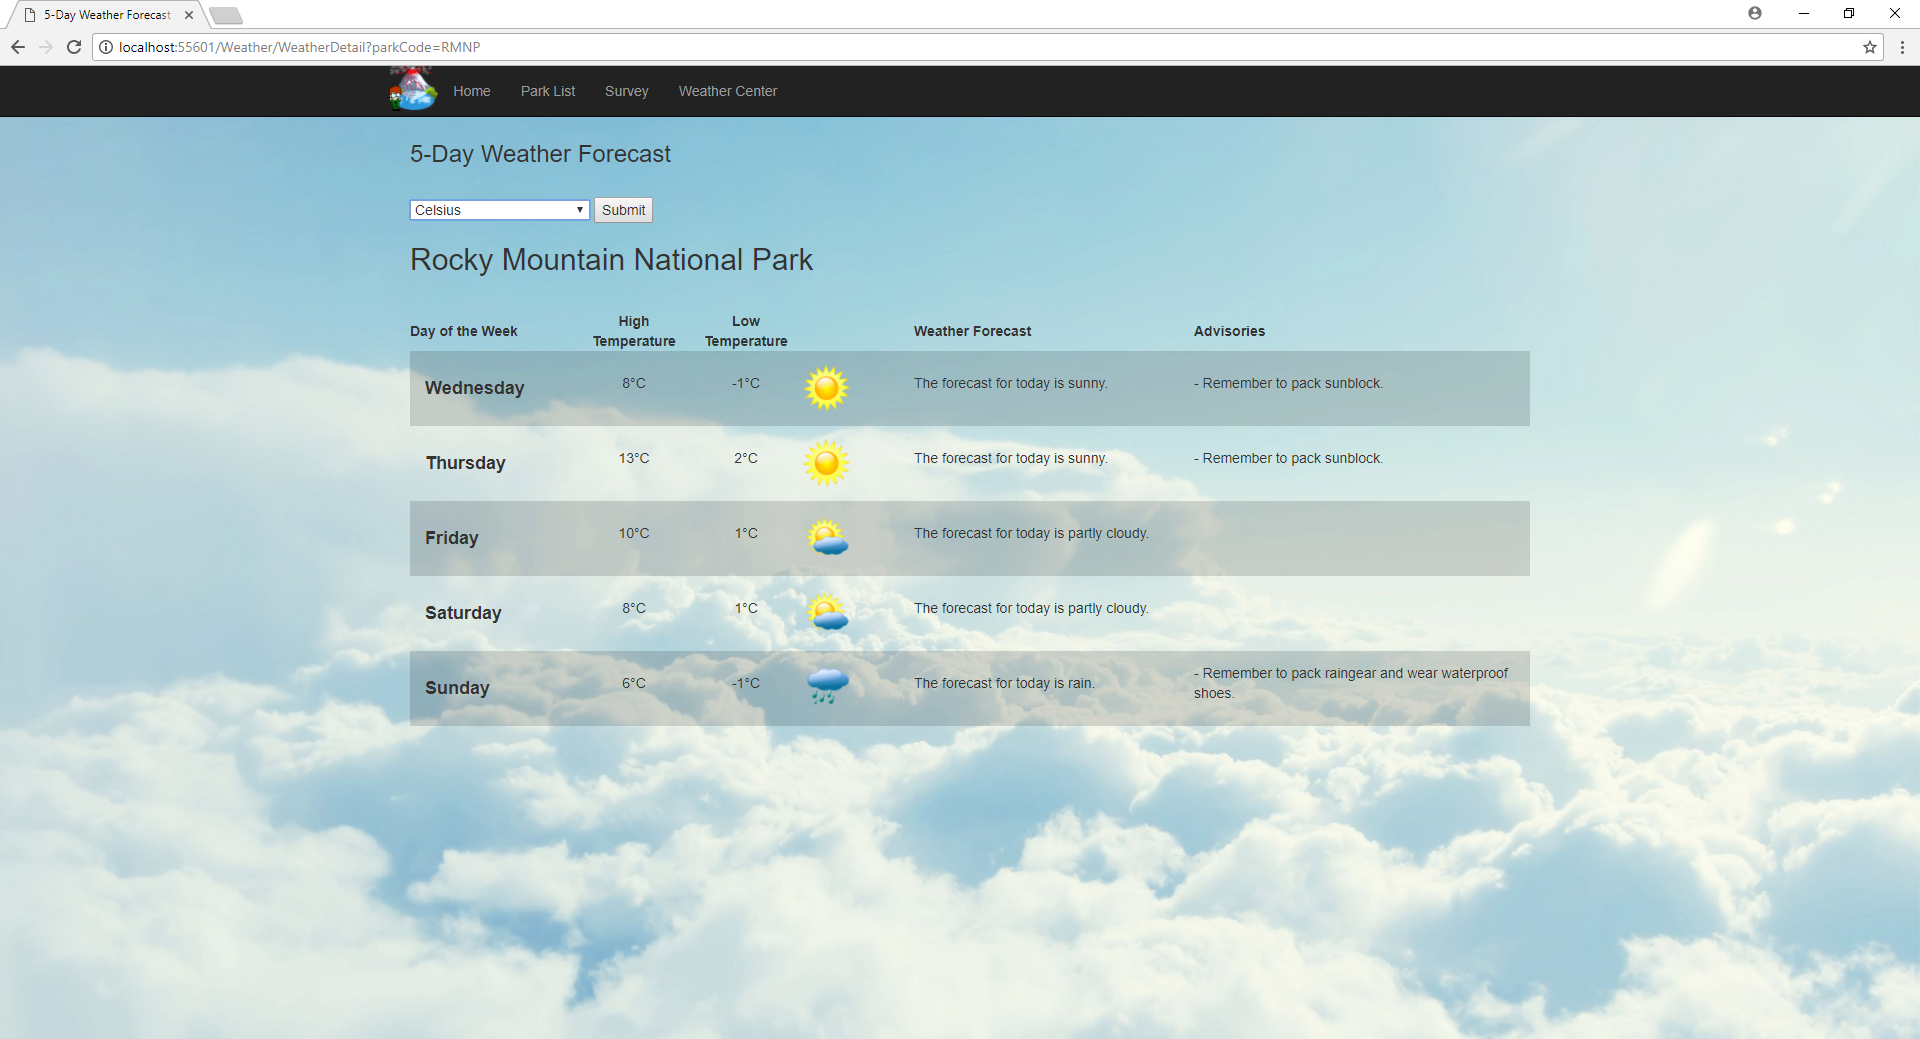 5-Day Weather Forecast
localhost:55601/Weather/WeatherDetail?parkCode=RMNP
Home Park List Survey Weather Center
5-Day Weather Forecast
Celsius Submit
Rocky Mountain National Park
Day of the Week High Temperature Low Temperature Weather Forecast Advisories
Wednesday 8°C -1°C The forecast for today is sunny. - Remember to pack sunblock.
Thursday 13°C 2°C The forecast for today is sunny. - Remember to pack sunblock.
Friday 10°C 1°C The forecast for today is partly cloudy.
Saturday 8°C 1°C The forecast for today is partly cloudy.
Sunday 6°C -1°C The forecast for today is rain. - Remember to pack raingear and wear waterproof
shoes.